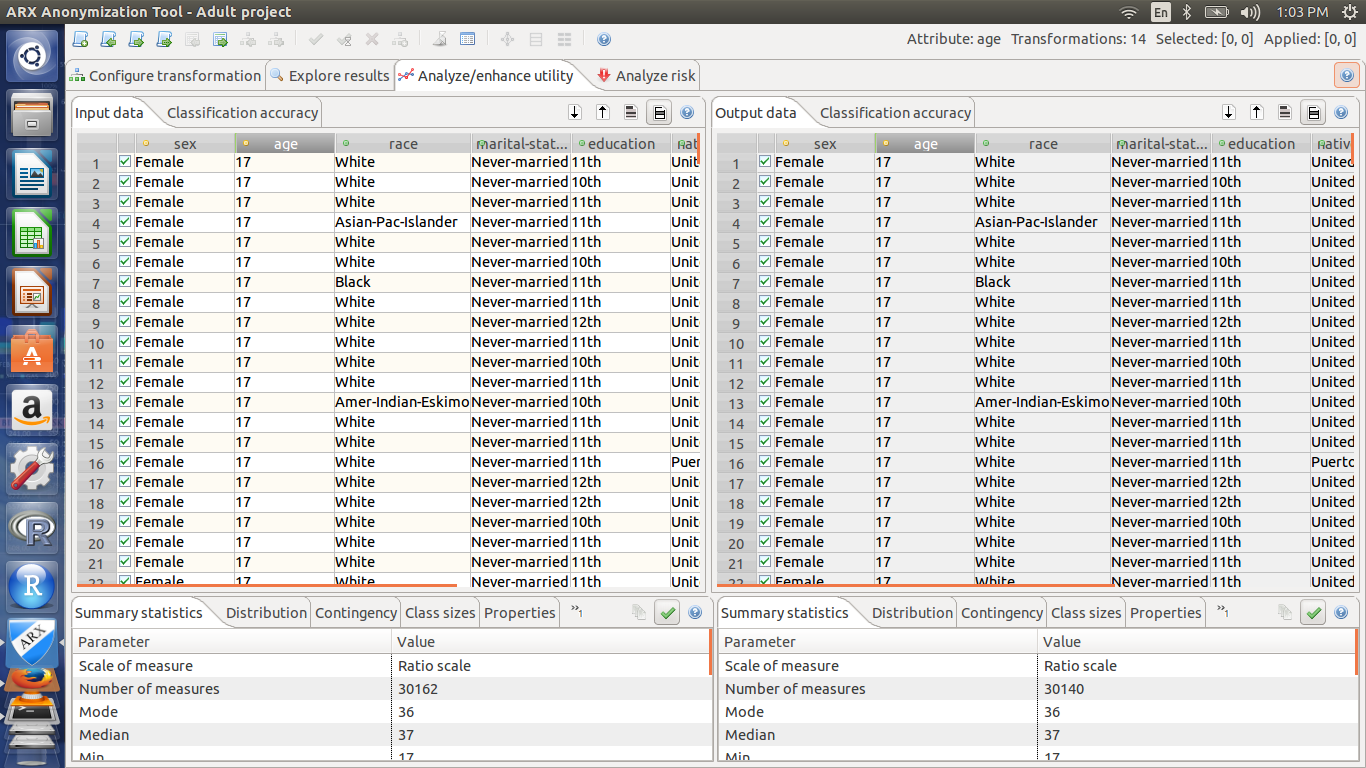 ARX Anonymization Tool - Adult project En 1:03 PM
Attribute: age Transformations: 14 Selected: [0, 0] Applied: [0, 0]
Configure transformation Explore results Analyze/enhance utility Analyze risk
Input data Classification accuracy
sex age race marital-stat... education nat
1 Female 17 White Never-married 11th Unit
2 Female 17 White Never-married 10th Unit
3 Female 17 White Never-married 11th Unit
4 Female 17 Asian-Pac-Islander Never-married 11th Unit
5 Female 17 White Never-married 11th Unit
6 Female 17 White Never-married 10th Unit
7 Female 17 Black Never-married 11th Unit
8 Female 17 White Never-married 11th Unit
9 Female 17 White Never-married 12th Unit
10 Female 17 White Never-married 11th Unit
11 Female 17 White Never-married 10th Unit
12 Female 17 White Never-married 11th Unit
13 Female 17 Amer-Indian-Eskimo Never-married 10th Unit
14 Female 17 White Never-married 11th Unit
15 Female 17 White Never-married 11th Unit
16 Female 17 White Never-married 11th Puer
17 Female 17 White Never-married 12th Unit
18 Female 17 White Never-married 12th Unit
19 Female 17 White Never-married 10th Unit
20 Female 17 White Never-married 11th Unit
21 Female 17 White Never-married 11th Unit
22 Female 17 White Never-married 11th Unit
Output data Classification accuracy
sex age race marital-stat... education nativ
1 Female 17 White Never-married 11th United
2 Female 17 White Never-married 10th United
3 Female 17 White Never-married 11th United
4 Female 17 Asian-Pac-Islander Never-married 11th United
5 Female 17 White Never-married 11th United
6 Female 17 White Never-married 10th United
7 Female 17 Black Never-married 11th United
8 Female 17 White Never-married 11th United
9 Female 17 White Never-married 12th United
10 Female 17 White Never-married 11th United
11 Female 17 White Never-married 10th United
12 Female 17 White Never-married 11th United
13 Female 17 Amer-Indian-Eskimo Never-married 10th United
14 Female 17 White Never-married 11th United
15 Female 17 White Never-married 11th United
16 Female 17 White Never-married 11th Puerto
17 Female 17 White Never-married 12th United
18 Female 17 White Never-married 12th United
19 Female 17 White Never-married 10th United
20 Female 17 White Never-married 11th United
21 Female 17 White Never-married 11th United
22 Female 17 White Never-married 11th United
Summary statistics Distribution Contingency Class sizes Properties »1
Parameter Value
Scale of measure Ratio scale
Number of measures 30162
Mode 36
Median 37
Min 17
Summary statistics Distribution Contingency Class sizes Properties »1
Parameter Value
Scale of measure Ratio scale
Number of measures 30140
Mode 36
Median 37
Min 17
A
a
R
R
ARX